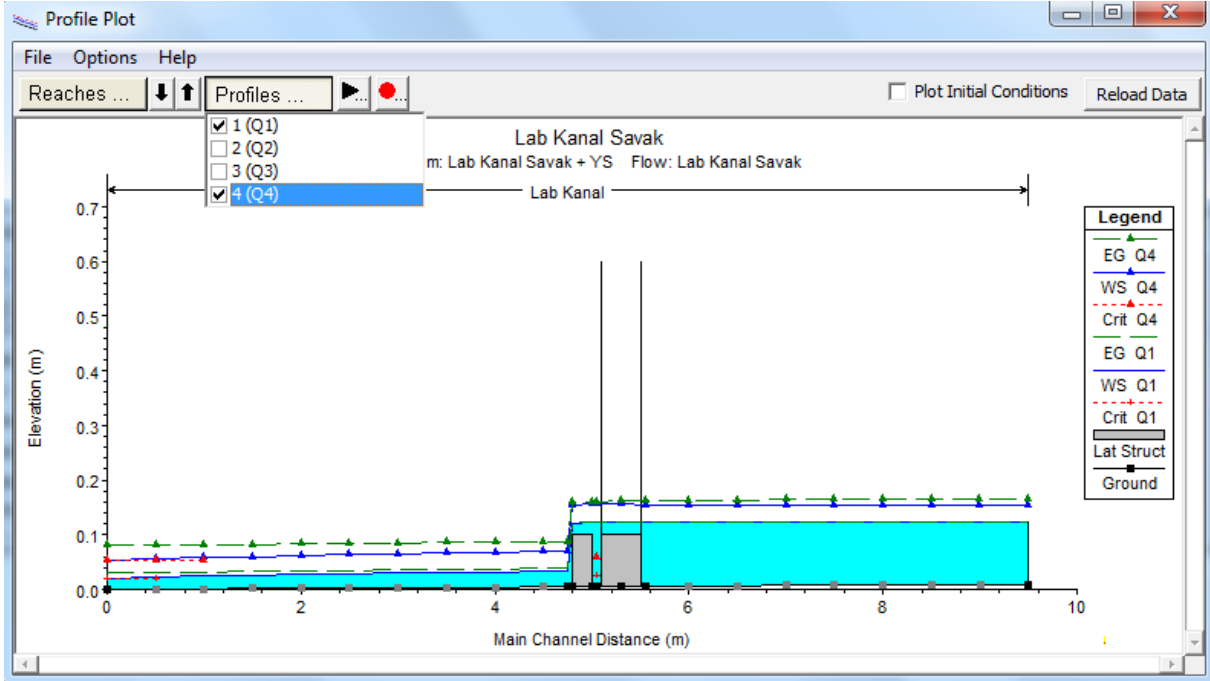 Profile Plot
File Options Help
Reaches ... Profiles ... Plot Initial Conditions Reload Data
1 (Q1)
2 (Q2)
3 (Q3)
4 (Q4)
Lab Kanal Savak
m: Lab Kanal Savak + YS Flow: Lab Kanal Savak
Lab Kanal
Legend
EG Q4
WS Q4
Crit Q4
EG Q1
WS Q1
Crit Q1
Lat Struct
Ground
0.7
0.6
0.5
0.4
0.3
0.2
0.1
0.0
Elevation (m)
0 2 4 6 8 10
Main Channel Distance (m)